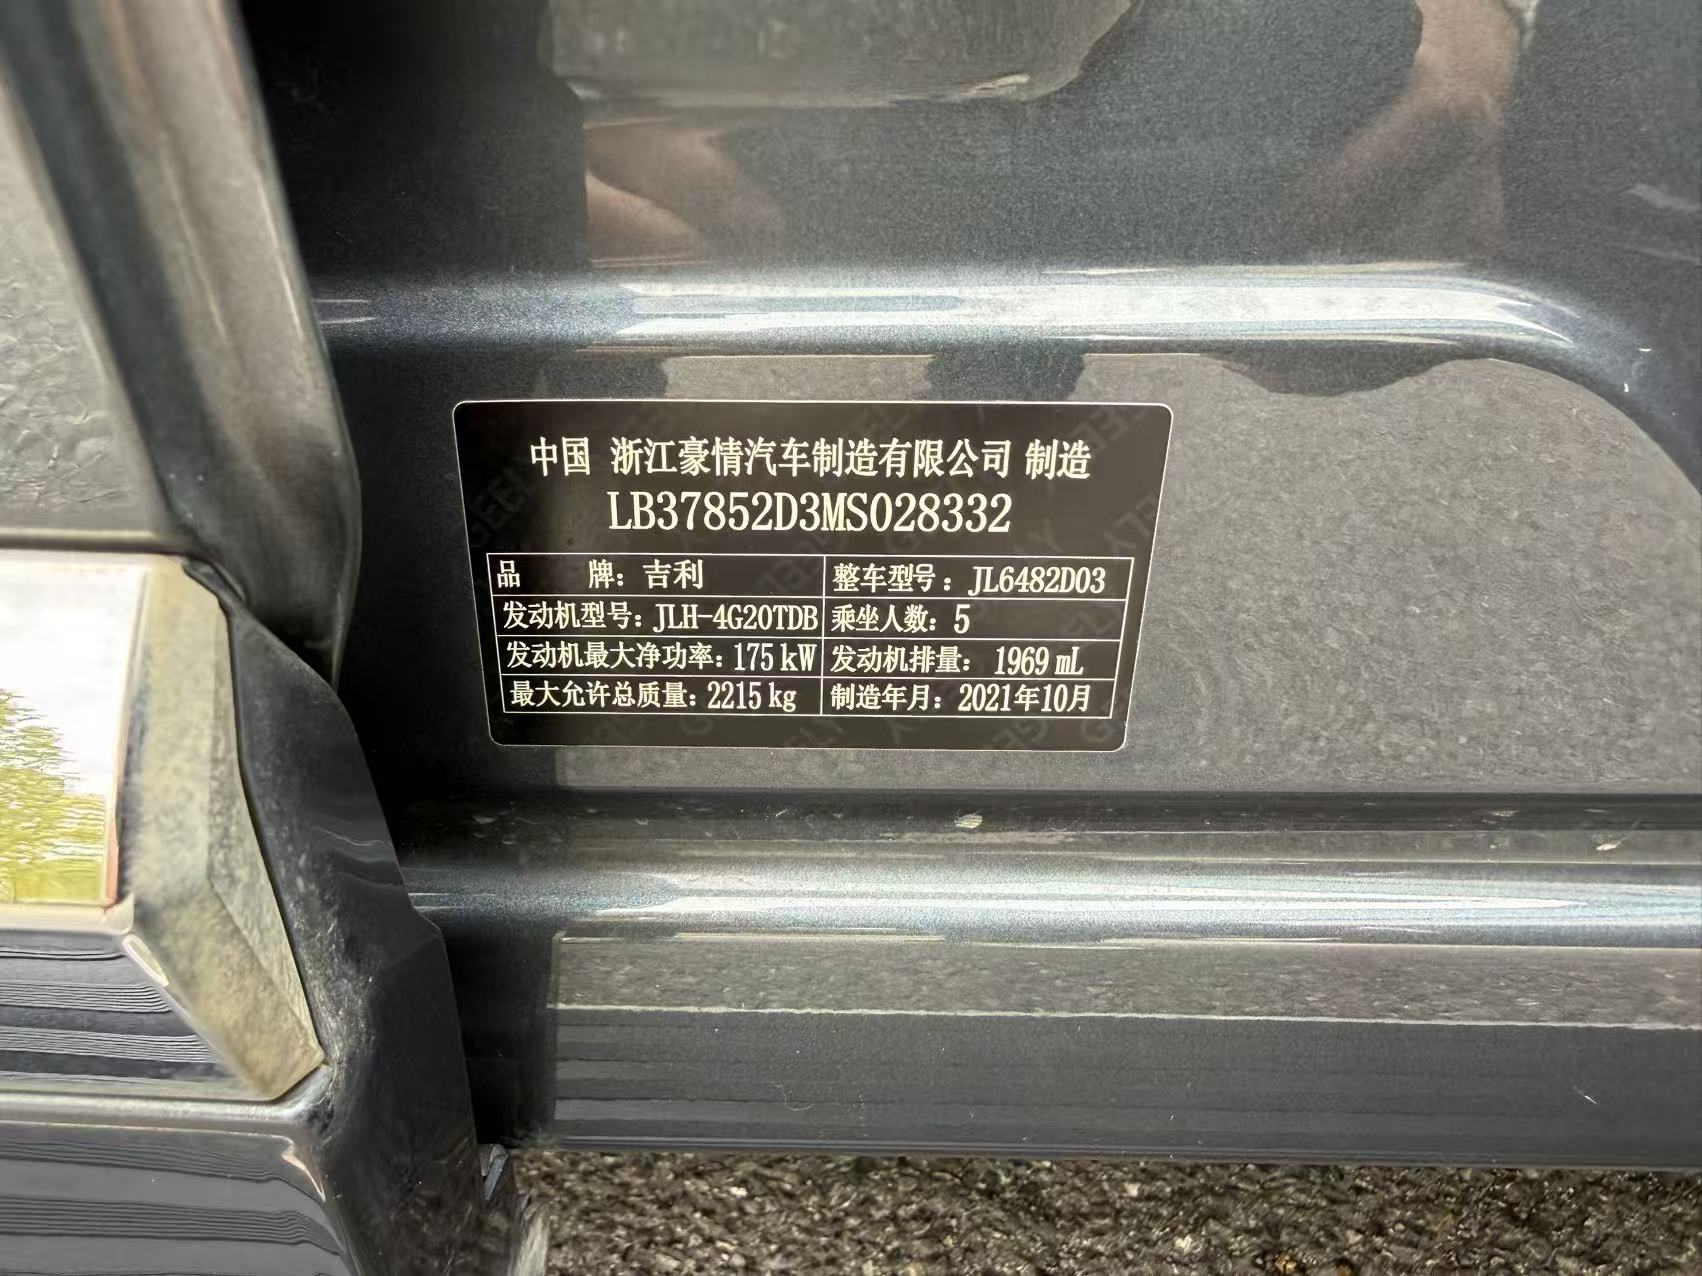 中国 浙江豪情汽车制造有限公司 制造
LB37852D3MS028332
品 牌：吉利 整车型号：JL6482D03
发动机型号：JLH-4G20TDB 乘坐人数：5
发动机最大净功率：175 kW 发动机排量：1969 mL
最大允许总质量：2215 kg 制造年月：2021年10月